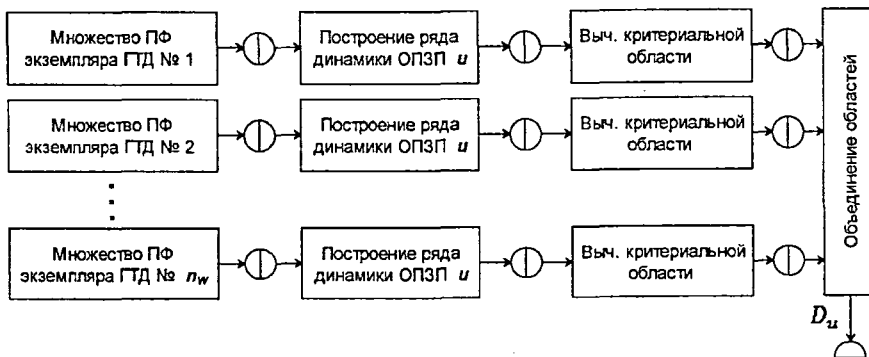 Множество ПФ
экземпляра ГТД № 1
Построение ряда
динамики ОПЗП u
Выч. критериальной
области
Множество ПФ
экземпляра ГТД № 2
Построение ряда
динамики ОПЗП u
Выч. критериальной
области
Множество ПФ
экземпляра ГТД № n_w
Построение ряда
динамики ОПЗП u
Выч. критериальной
области
Объединение областей
D_u